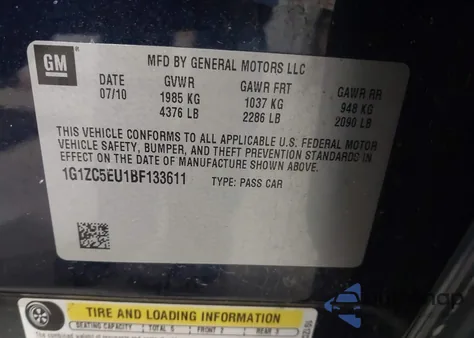 GM
MFD BY GENERAL MOTORS LLC
DATE GVWR GAWR FRT GAWR RR
07/10 1985 KG 1037 KG 948 KG
4376 LB 2286 LB 2090 LB
THIS VEHICLE CONFORMS TO ALL APPLICABLE U.S. FEDERAL MOTOR
VEHICLE SAFETY, BUMPER, AND THEFT PREVENTION STANDARDS IN
EFFECT ON THE DATE OF MANUFACTURE SHOWN ABOVE.
1G1ZC5EU1BF133611 TYPE: PASS CAR
TIRE AND LOADING INFORMATION
SEATING CAPACITY TOTAL 5 FRONT 2 REAR 3